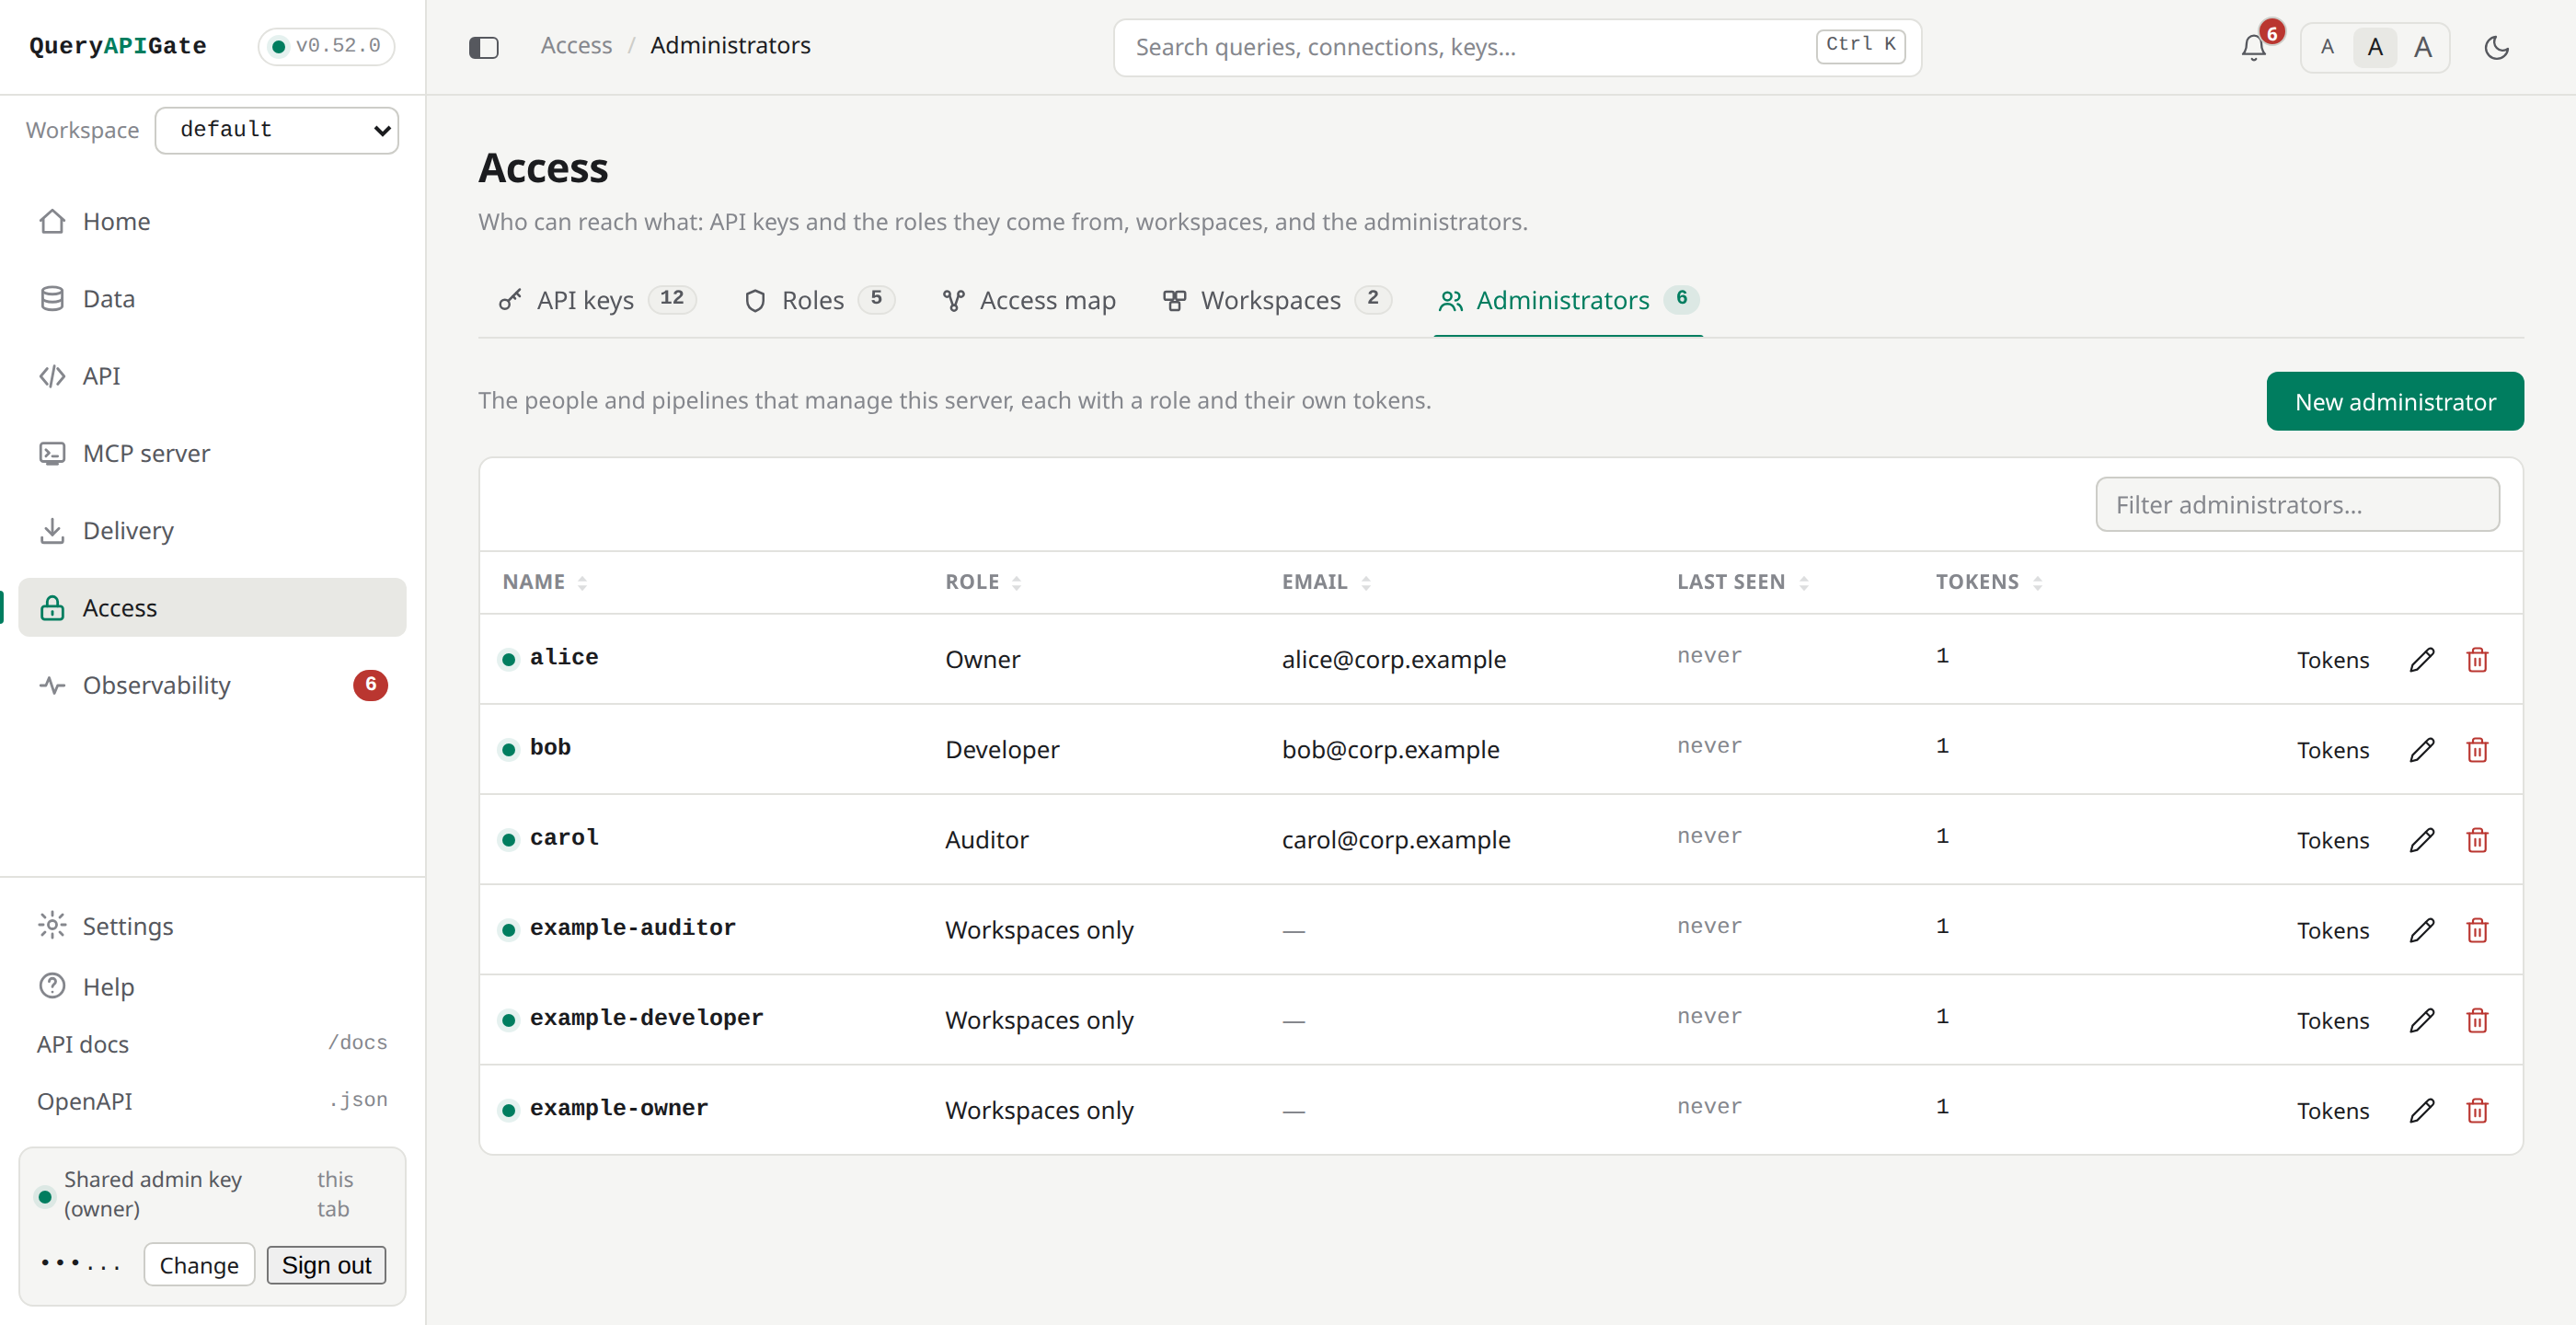 QueryAPIGate
v0.52.0
Access / Administrators
Search queries, connections, keys...
Ctrl K
6
A A A
Workspace
default
Home
Data
API
MCP server
Delivery
Access
Observability
6
Settings
Help
API docs
/docs
OpenAPI
.json
Shared admin key (owner)
this tab
•••...
Change
Sign out
Access
Who can reach what: API keys and the roles they come from, workspaces, and the administrators.
API keys 12
Roles 5
Access map
Workspaces 2
Administrators 6
The people and pipelines that manage this server, each with a role and their own tokens.
New administrator
Filter administrators...
NAME ROLE EMAIL LAST SEEN TOKENS
alice Owner alice@corp.example never 1 Tokens
bob Developer bob@corp.example never 1 Tokens
carol Auditor carol@corp.example never 1 Tokens
example-auditor Workspaces only — never 1 Tokens
example-developer Workspaces only — never 1 Tokens
example-owner Workspaces only — never 1 Tokens